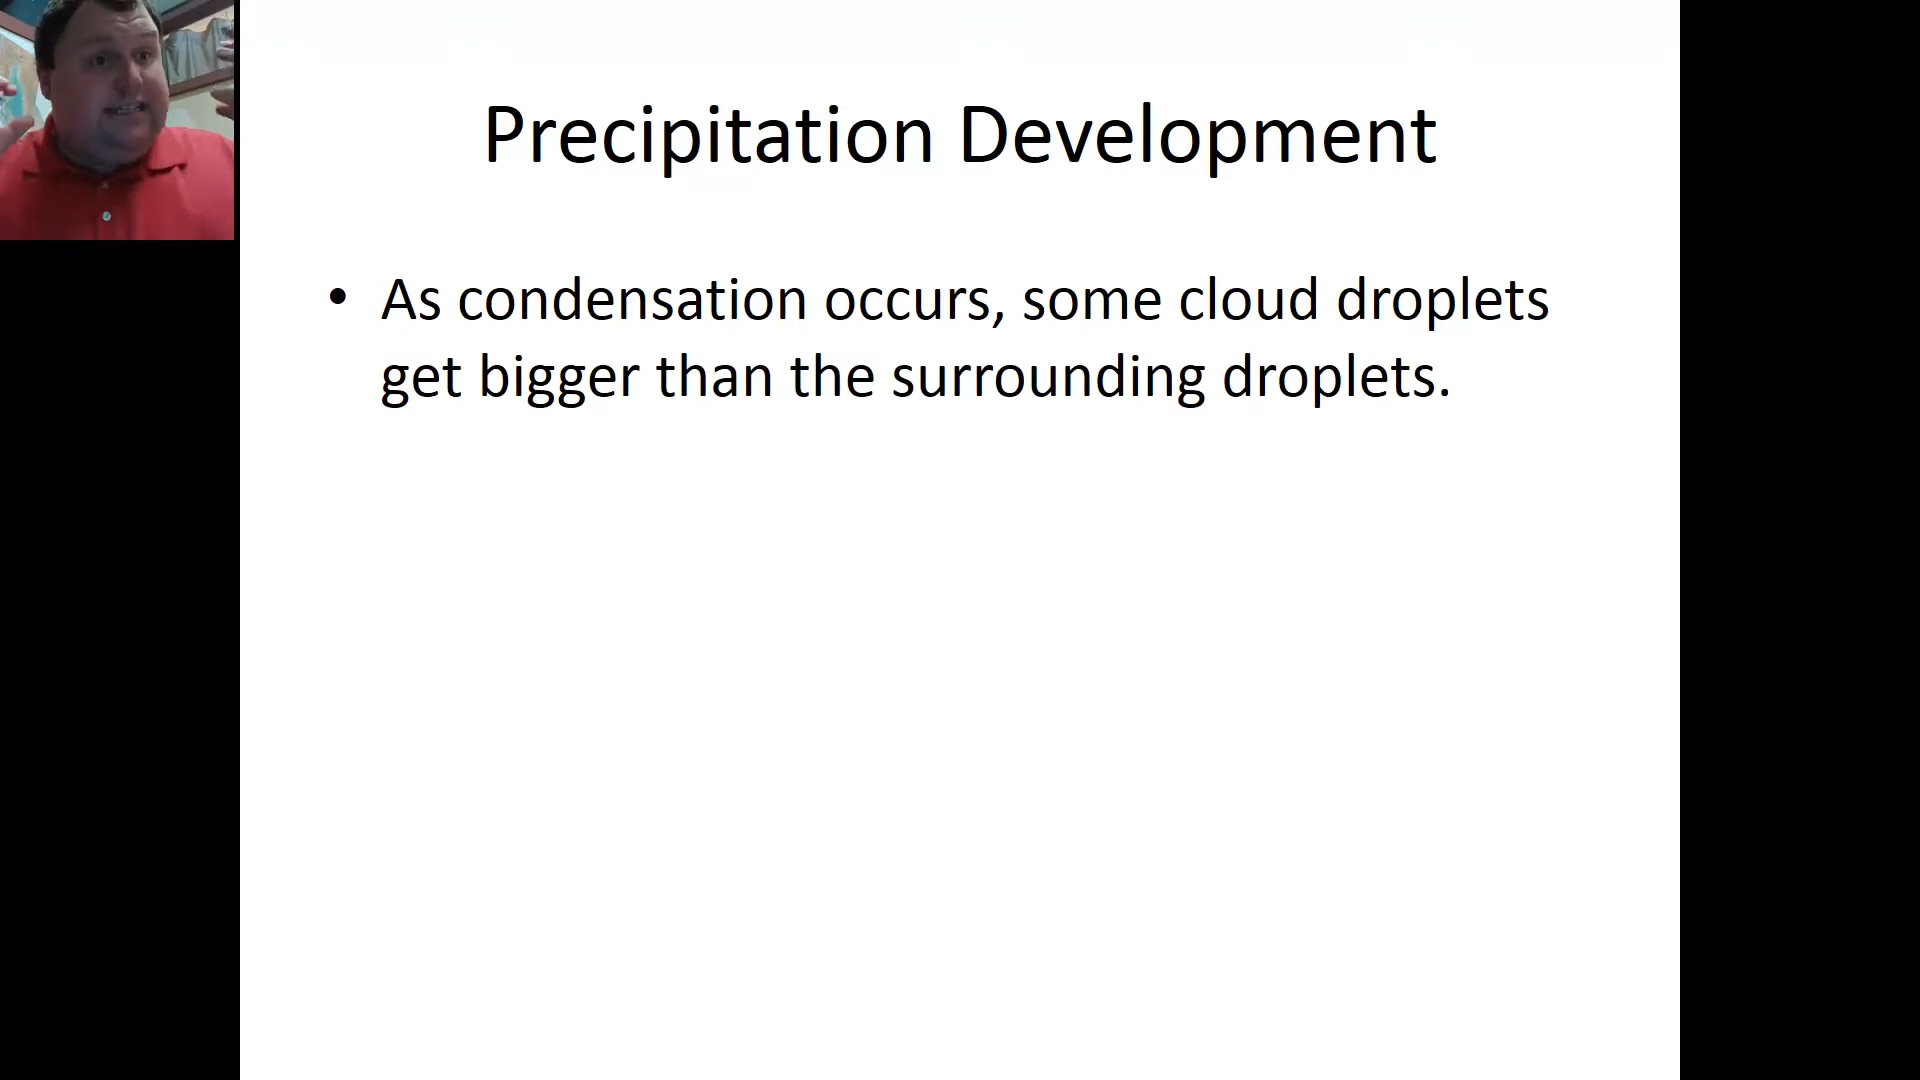 Precipitation Development
• As condensation occurs, some cloud droplets
get bigger than the surrounding droplets.